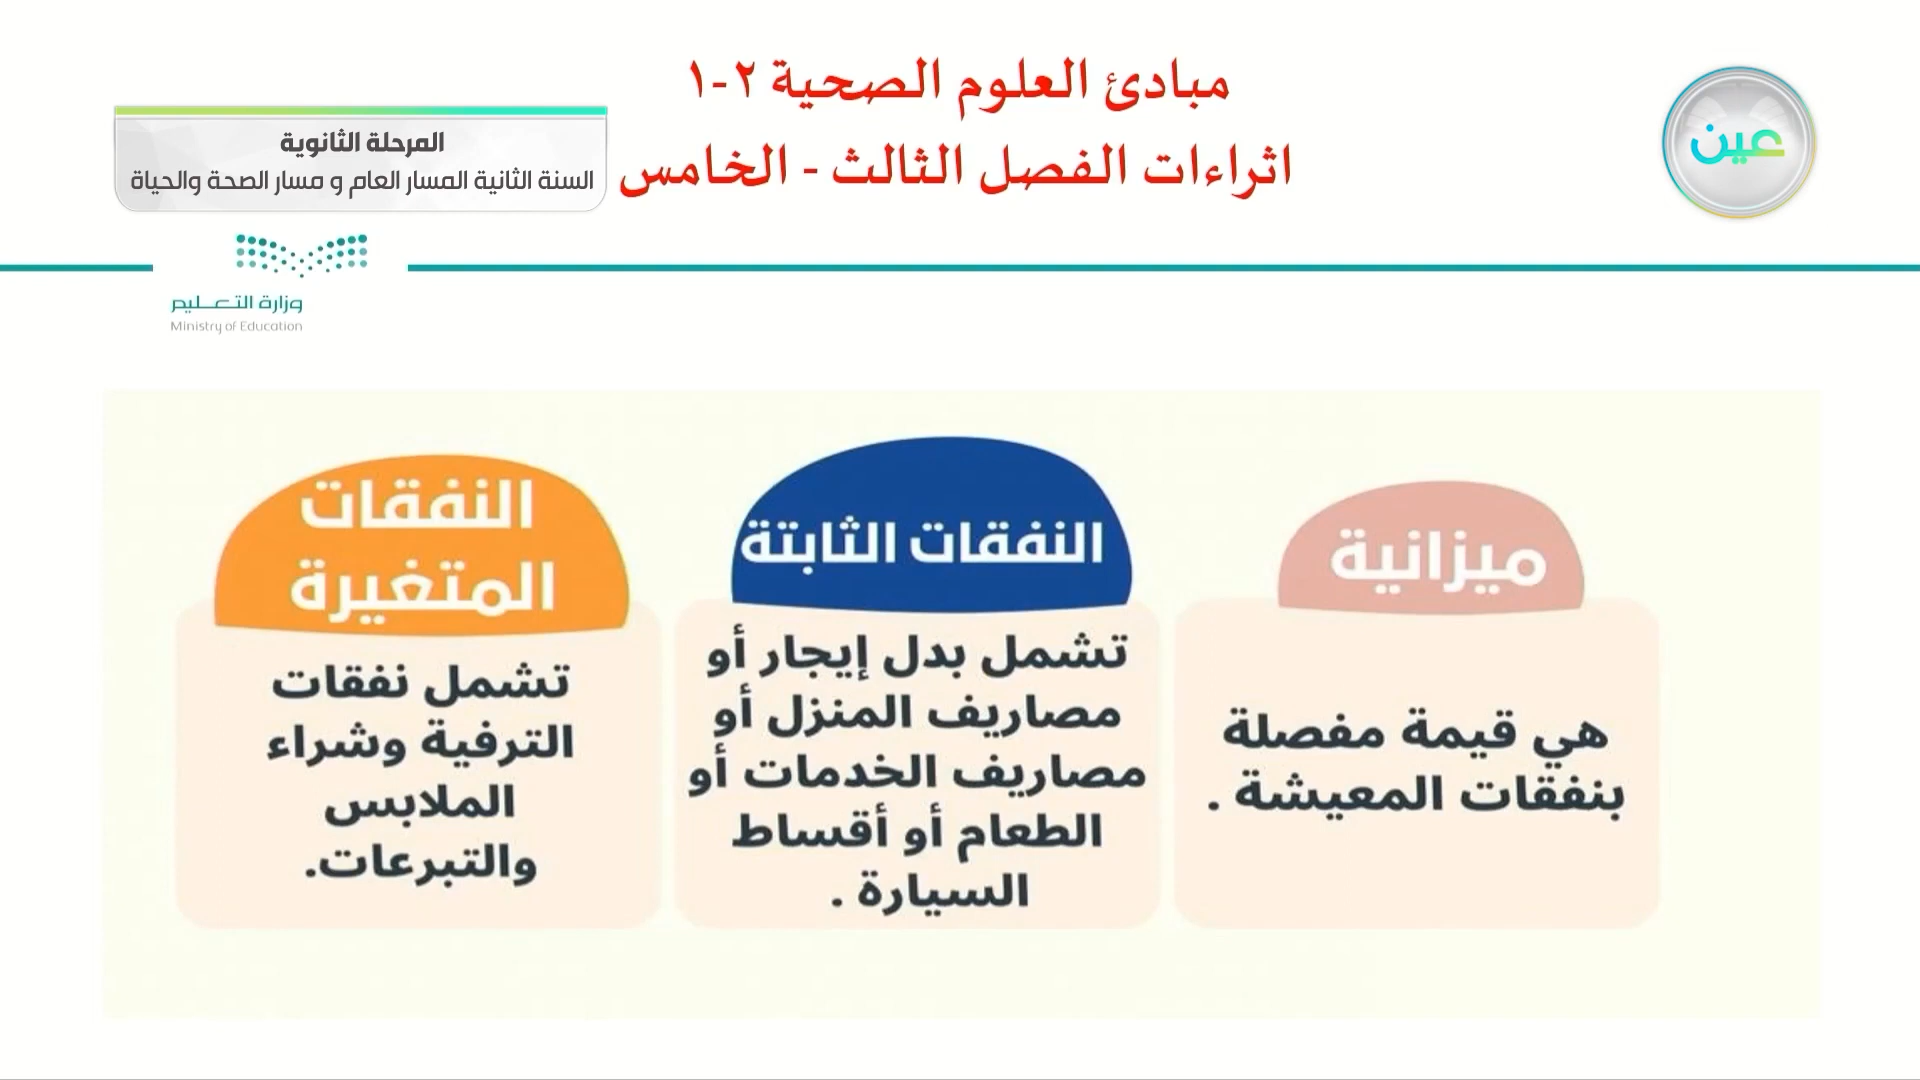 مبادئ العلوم الصحية ٢-١
اثراءات الفصل الثالث - الخامس
عين
المرحلة الثانوية
السنة الثانية المسار العام و مسار الصحة والحياة
وزارة التعليم
Ministry of Education
ميزانية
هي قيمة مفصلة
بنفقات المعيشة .
النفقات الثابتة
تشمل بدل إيجار أو
مصاريف المنزل أو
مصاريف الخدمات أو
الطعام أو أقساط
السيارة .
النفقات
المتغيرة
تشمل نفقات
الترفية وشراء
الملابس
والتبرعات.